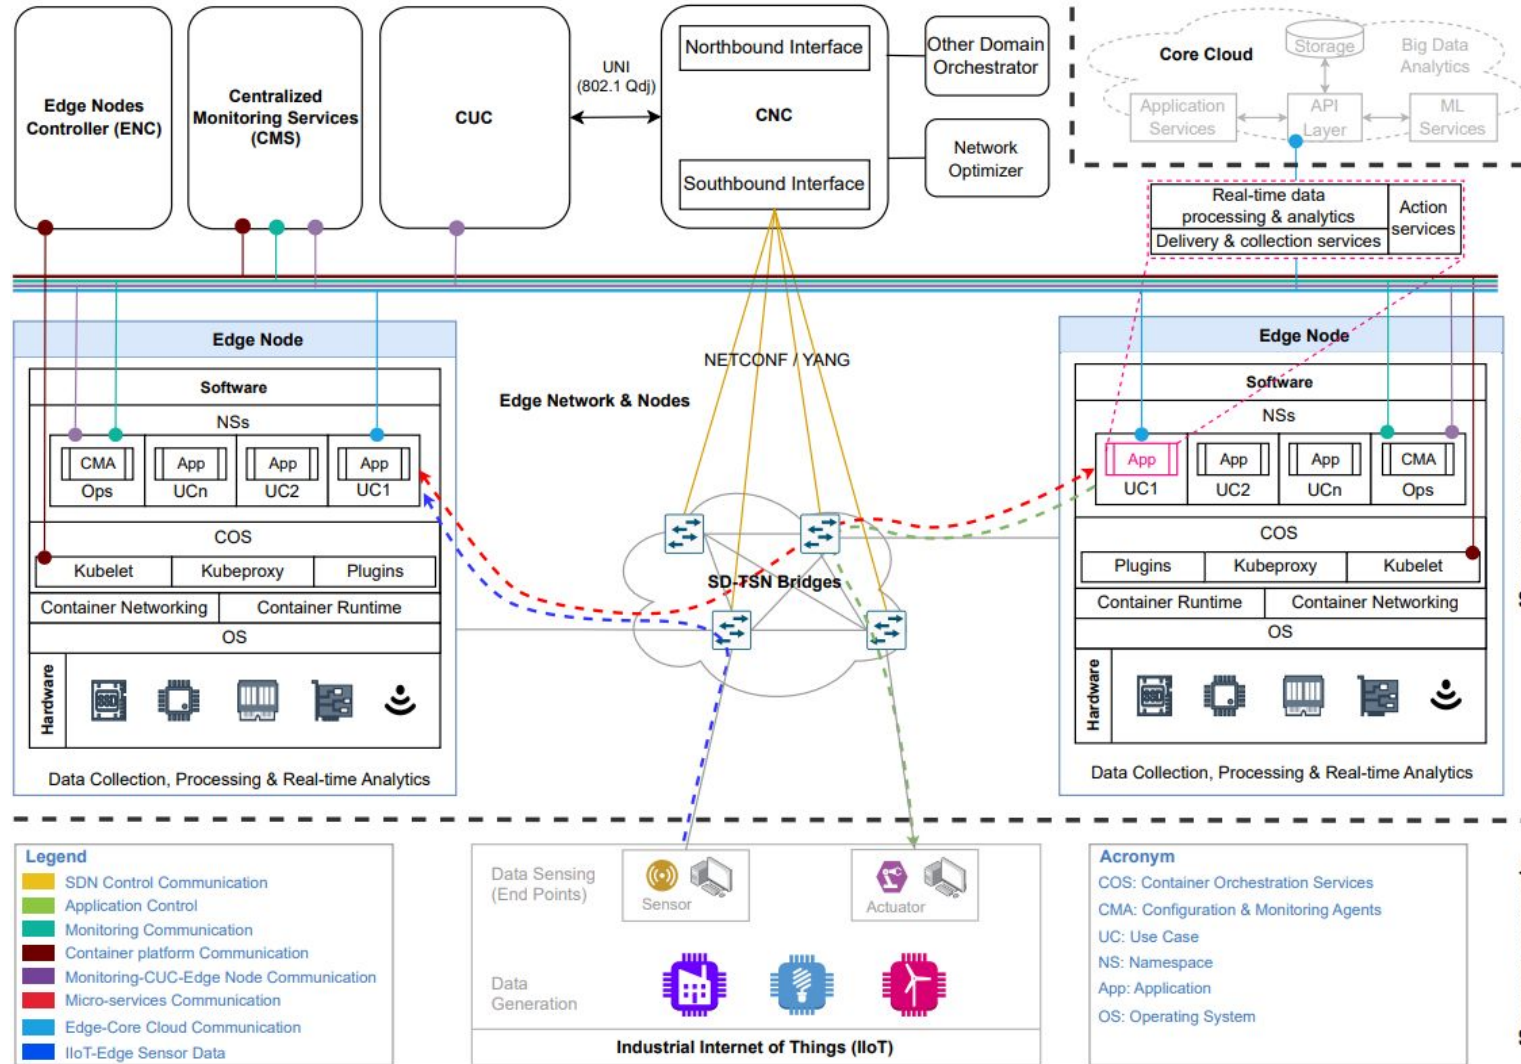 Edge Nodes
Controller (ENC)
Centralized
Monitoring Services
(CMS)
CUC
UNI
(802.1 Qdj)
Northbound Interface
CNC
Southbound Interface
Other Domain
Orchestrator
Network
Optimizer
Core Cloud
Storage
Big Data
Analytics
Application
Services
API
Layer
ML
Services
Real-time data
processing & analytics
Delivery & collection services
Action
services
Edge Node
Software
NSs
CMA
Ops
App
UCn
App
UC2
App
UC1
COS
Kubelet
Kubeproxy
Plugins
Container Networking
Container Runtime
OS
Hardware
SSD
Data Collection, Processing & Real-time Analytics
NETCONF / YANG
Edge Network & Nodes
SD-TSN Bridges
Edge Node
Software
NSs
App
UC1
App
UC2
App
UCn
CMA
Ops
COS
Plugins
Kubeproxy
Kubelet
Container Runtime
Container Networking
OS
Hardware
SSD
Data Collection, Processing & Real-time Analytics
Legend
SDN Control Communication
Application Control
Monitoring Communication
Container platform Communication
Monitoring-CUC-Edge Node Communication
Micro-services Communication
Edge-Core Cloud Communication
IIoT-Edge Sensor Data
Data Sensing
(End Points)
Sensor
Actuator
Data
Generation
Industrial Internet of Things (IIoT)
Acronym
COS: Container Orchestration Services
CMA: Configuration & Monitoring Agents
UC: Use Case
NS: Namespace
App: Application
OS: Operating System